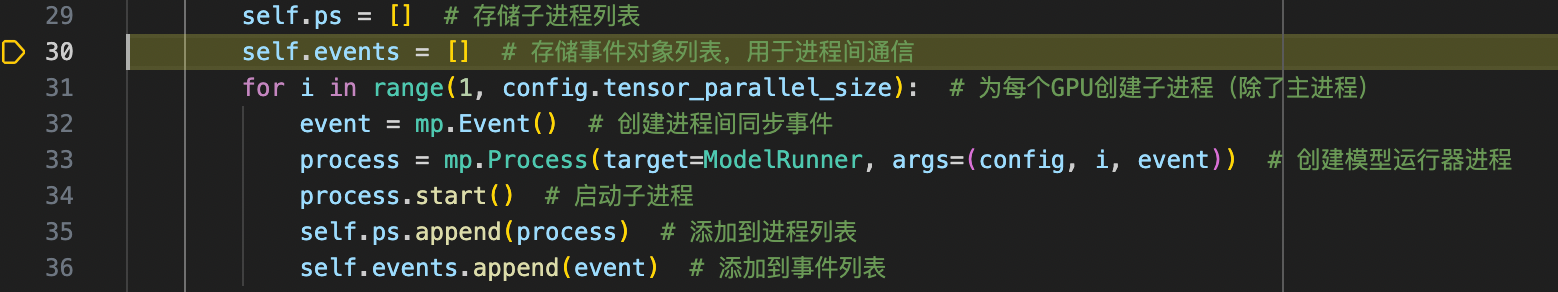 29 self.ps = [] # 存储子进程列表
30 self.events = [] # 存储事件对象列表，用于进程间通信
31 for i in range(1, config.tensor_parallel_size): # 为每个GPU创建子进程（除了主进程）
32 event = mp.Event() # 创建进程间同步事件
33 process = mp.Process(target=ModelRunner, args=(config, i, event)) # 创建模型运行器进程
34 process.start() # 启动子进程
35 self.ps.append(process) # 添加到进程列表
36 self.events.append(event) # 添加到事件列表